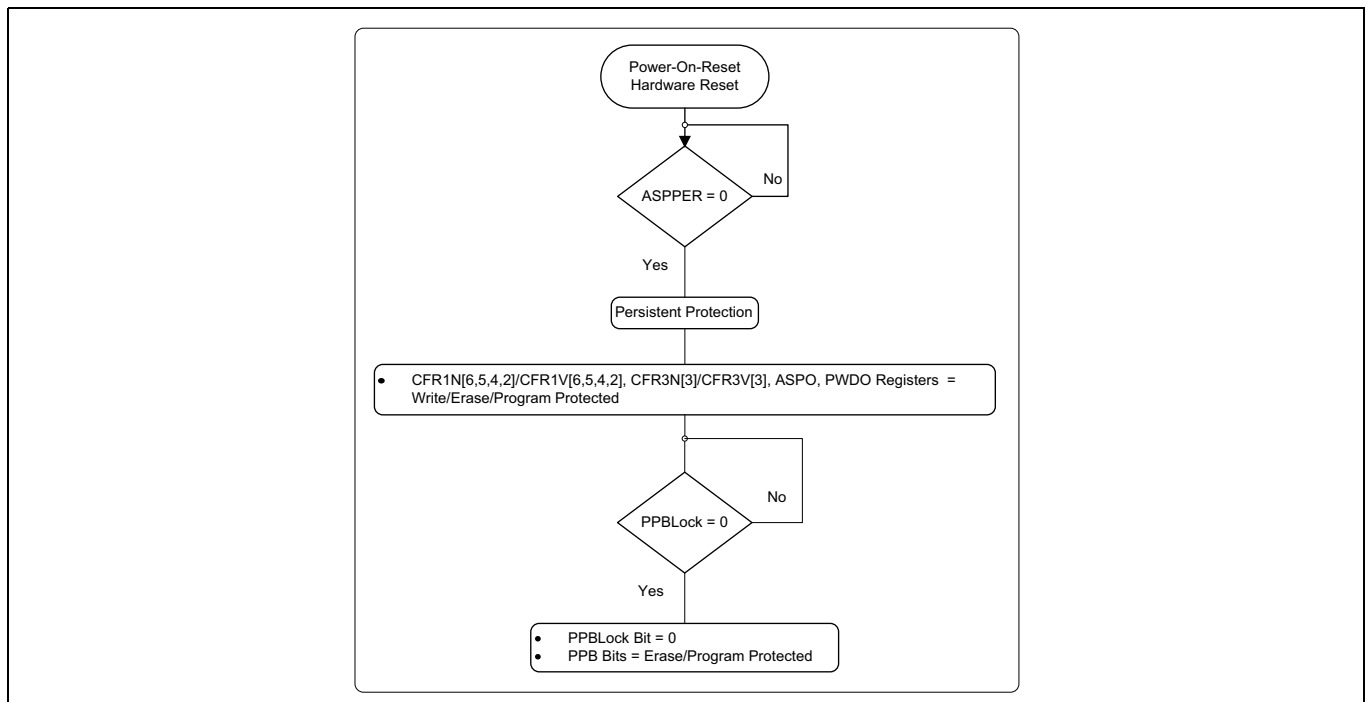 Power-On-Reset
Hardware Reset
No
ASPPER = 0
Yes
Persistent Protection
• CFR1N[6,5,4,2]/CFR1V[6,5,4,2], CFR3N[3]/CFR3V[3], ASPO, PWDO Registers =
Write/Erase/Program Protected
No
PPBLock = 0
Yes
• PPBLock Bit = 0
• PPB Bits = Erase/Program Protected